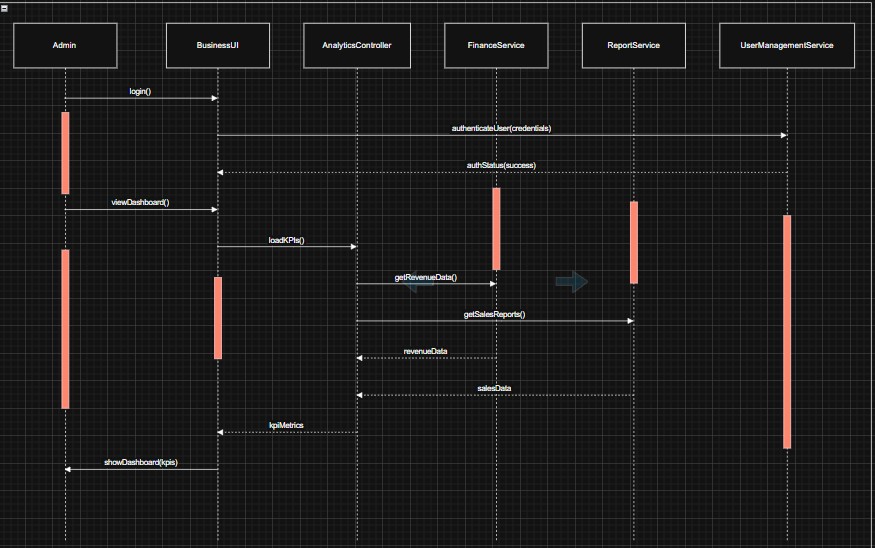 Admin
BusinessUI
AnalyticsController
FinanceService
ReportService
UserManagementService
login()
authenticateUser(credentials)
authStatus(success)
viewDashboard()
loadKPIs()
getRevenueData()
getSalesReports()
revenueData
salesData
kpiMetrics
showDashboard(kpis)